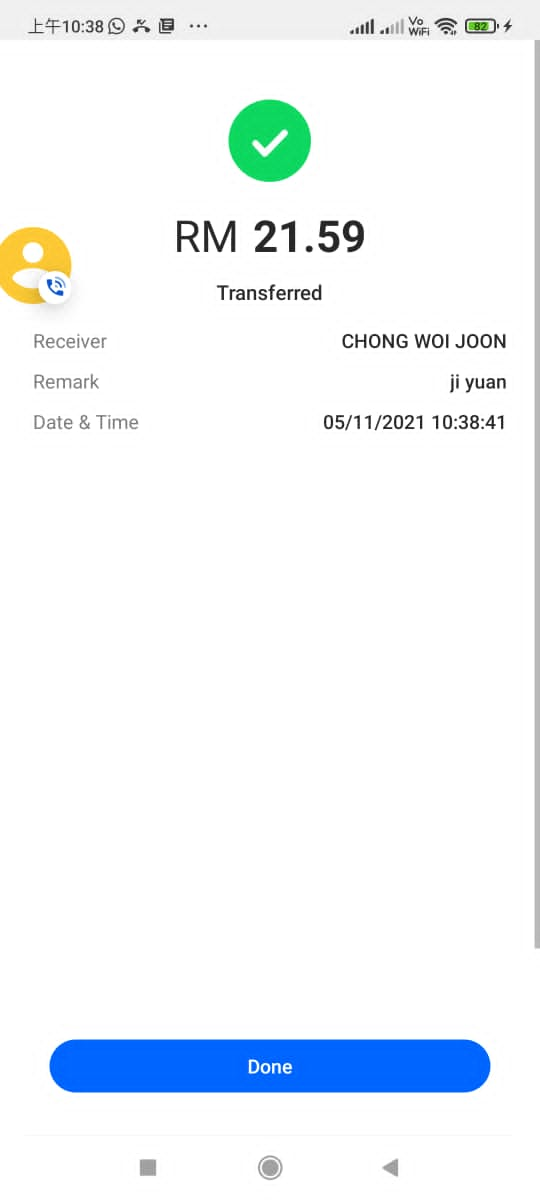 上午10:38 ... Vo WiFi 82
RM 21.59
Transferred
Receiver CHONG WOI JOON
Remark ji yuan
Date & Time 05/11/2021 10:38:41
Done